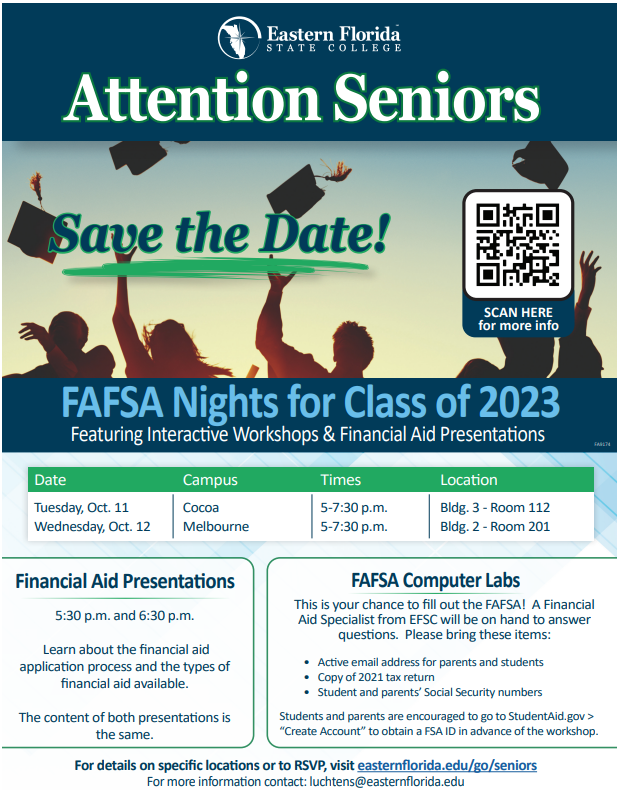 Eastern Florida
STATE COLLEGE
Attention Seniors
Save the Date!
SCAN HERE
for more info
FAFSA Nights for Class of 2023
Featuring Interactive Workshops & Financial Aid Presentations
Date Campus Times Location
Tuesday, Oct. 11 Cocoa 5-7:30 p.m. Bldg. 3 - Room 112
Wednesday, Oct. 12 Melbourne 5-7:30 p.m. Bldg. 2 - Room 201
Financial Aid Presentations
5:30 p.m. and 6:30 p.m.
Learn about the financial aid
application process and the types of
financial aid available.
The content of both presentations is
the same.
FAFSA Computer Labs
This is your chance to fill out the FAFSA! A Financial
Aid Specialist from EFSC will be on hand to answer
questions. Please bring these items:
• Active email address for parents and students
• Copy of 2021 tax return
• Student and parents' Social Security numbers
Students and parents are encouraged to go to StudentAid.gov >
“Create Account” to obtain a FSA ID in advance of the workshop.
For details on specific locations or to RSVP, visit easternflorida.edu/go/seniors
For more information contact: luchtens@easternflorida.edu